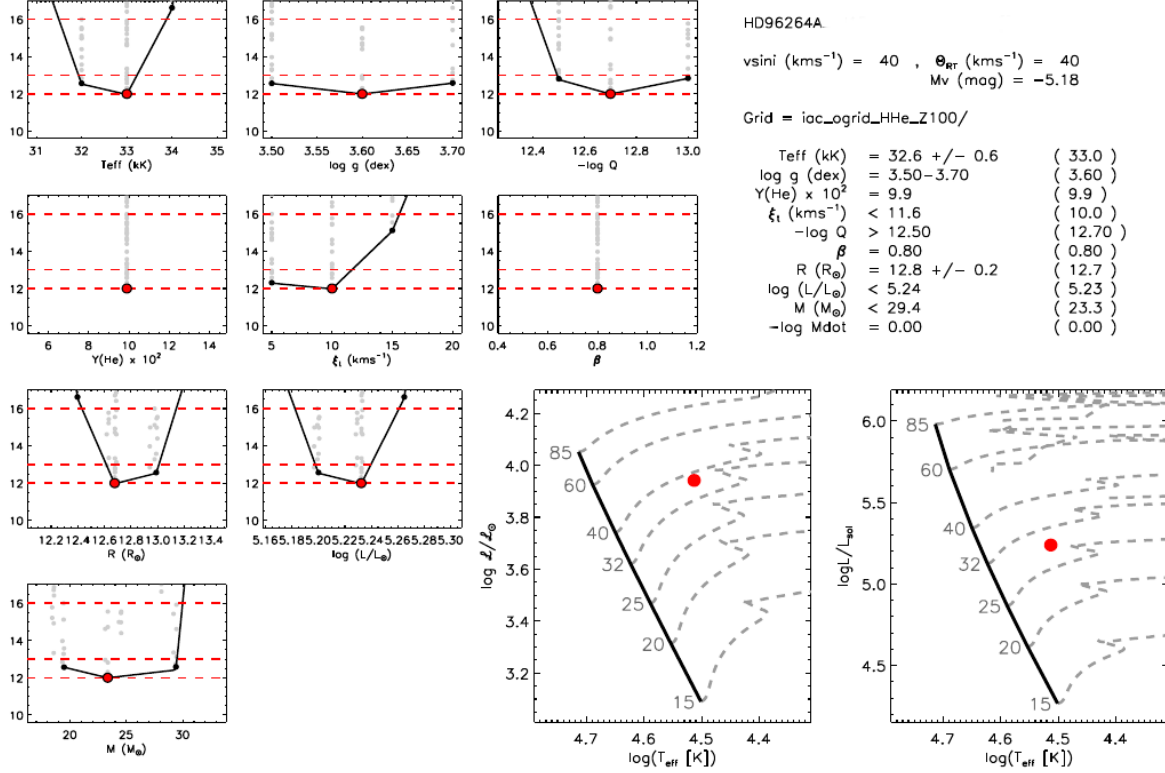 16
14
12
10
31 32 33 34 35
Teff (kK)
16
14
12
10
3.50 3.55 3.60 3.65 3.70
log g (dex)
16
14
12
10
12.4 12.6 12.8 13.0
-log Q
HD96264A
vsini (kms⁻¹) = 40 , Θ_RT (kms⁻¹) = 40
Mv (mag) = -5.18
Grid = iac_ogrid_HHe_Z100/
Teff (kK) = 32.6 +/- 0.6 ( 33.0 )
log g (dex) = 3.50-3.70 ( 3.60 )
Y(He) x 10² = 9.9 ( 9.9 )
ξt (kms⁻¹) < 11.6 ( 10.0 )
-log Q > 12.50 ( 12.70 )
β = 0.80 ( 0.80 )
R (R⊙) = 12.8 +/- 0.2 ( 12.7 )
log (L/L⊙) < 5.24 ( 5.23 )
M (M⊙) < 29.4 ( 23.3 )
-log Mdot = 0.00 ( 0.00 )
16
14
12
10
6 8 10 12 14
Y(He) x 10²
16
14
12
10
5 10 15 20
ξt (kms⁻¹)
16
14
12
10
0.4 0.6 0.8 1.0 1.2
β
16
14
12
10
12.2 12.4 12.6 12.8 13.0 13.2 13.4
R (R⊙)
16
14
12
10
5.16 5.18 5.20 5.22 5.24 5.26 5.28 5.30
log (L/L⊙)
16
14
12
10
20 25 30
M (M⊙)
4.2
4.0
3.8
3.6
3.4
3.2
log ℒ/ℒ⊙
85
60
40
32
25
20
15
4.7 4.6 4.5 4.4
log(Teff [K])
6.0
5.5
5.0
4.5
logL/Lsol
85
60
40
32
25
20
15
4.7 4.6 4.5 4.4
log(Teff [K])